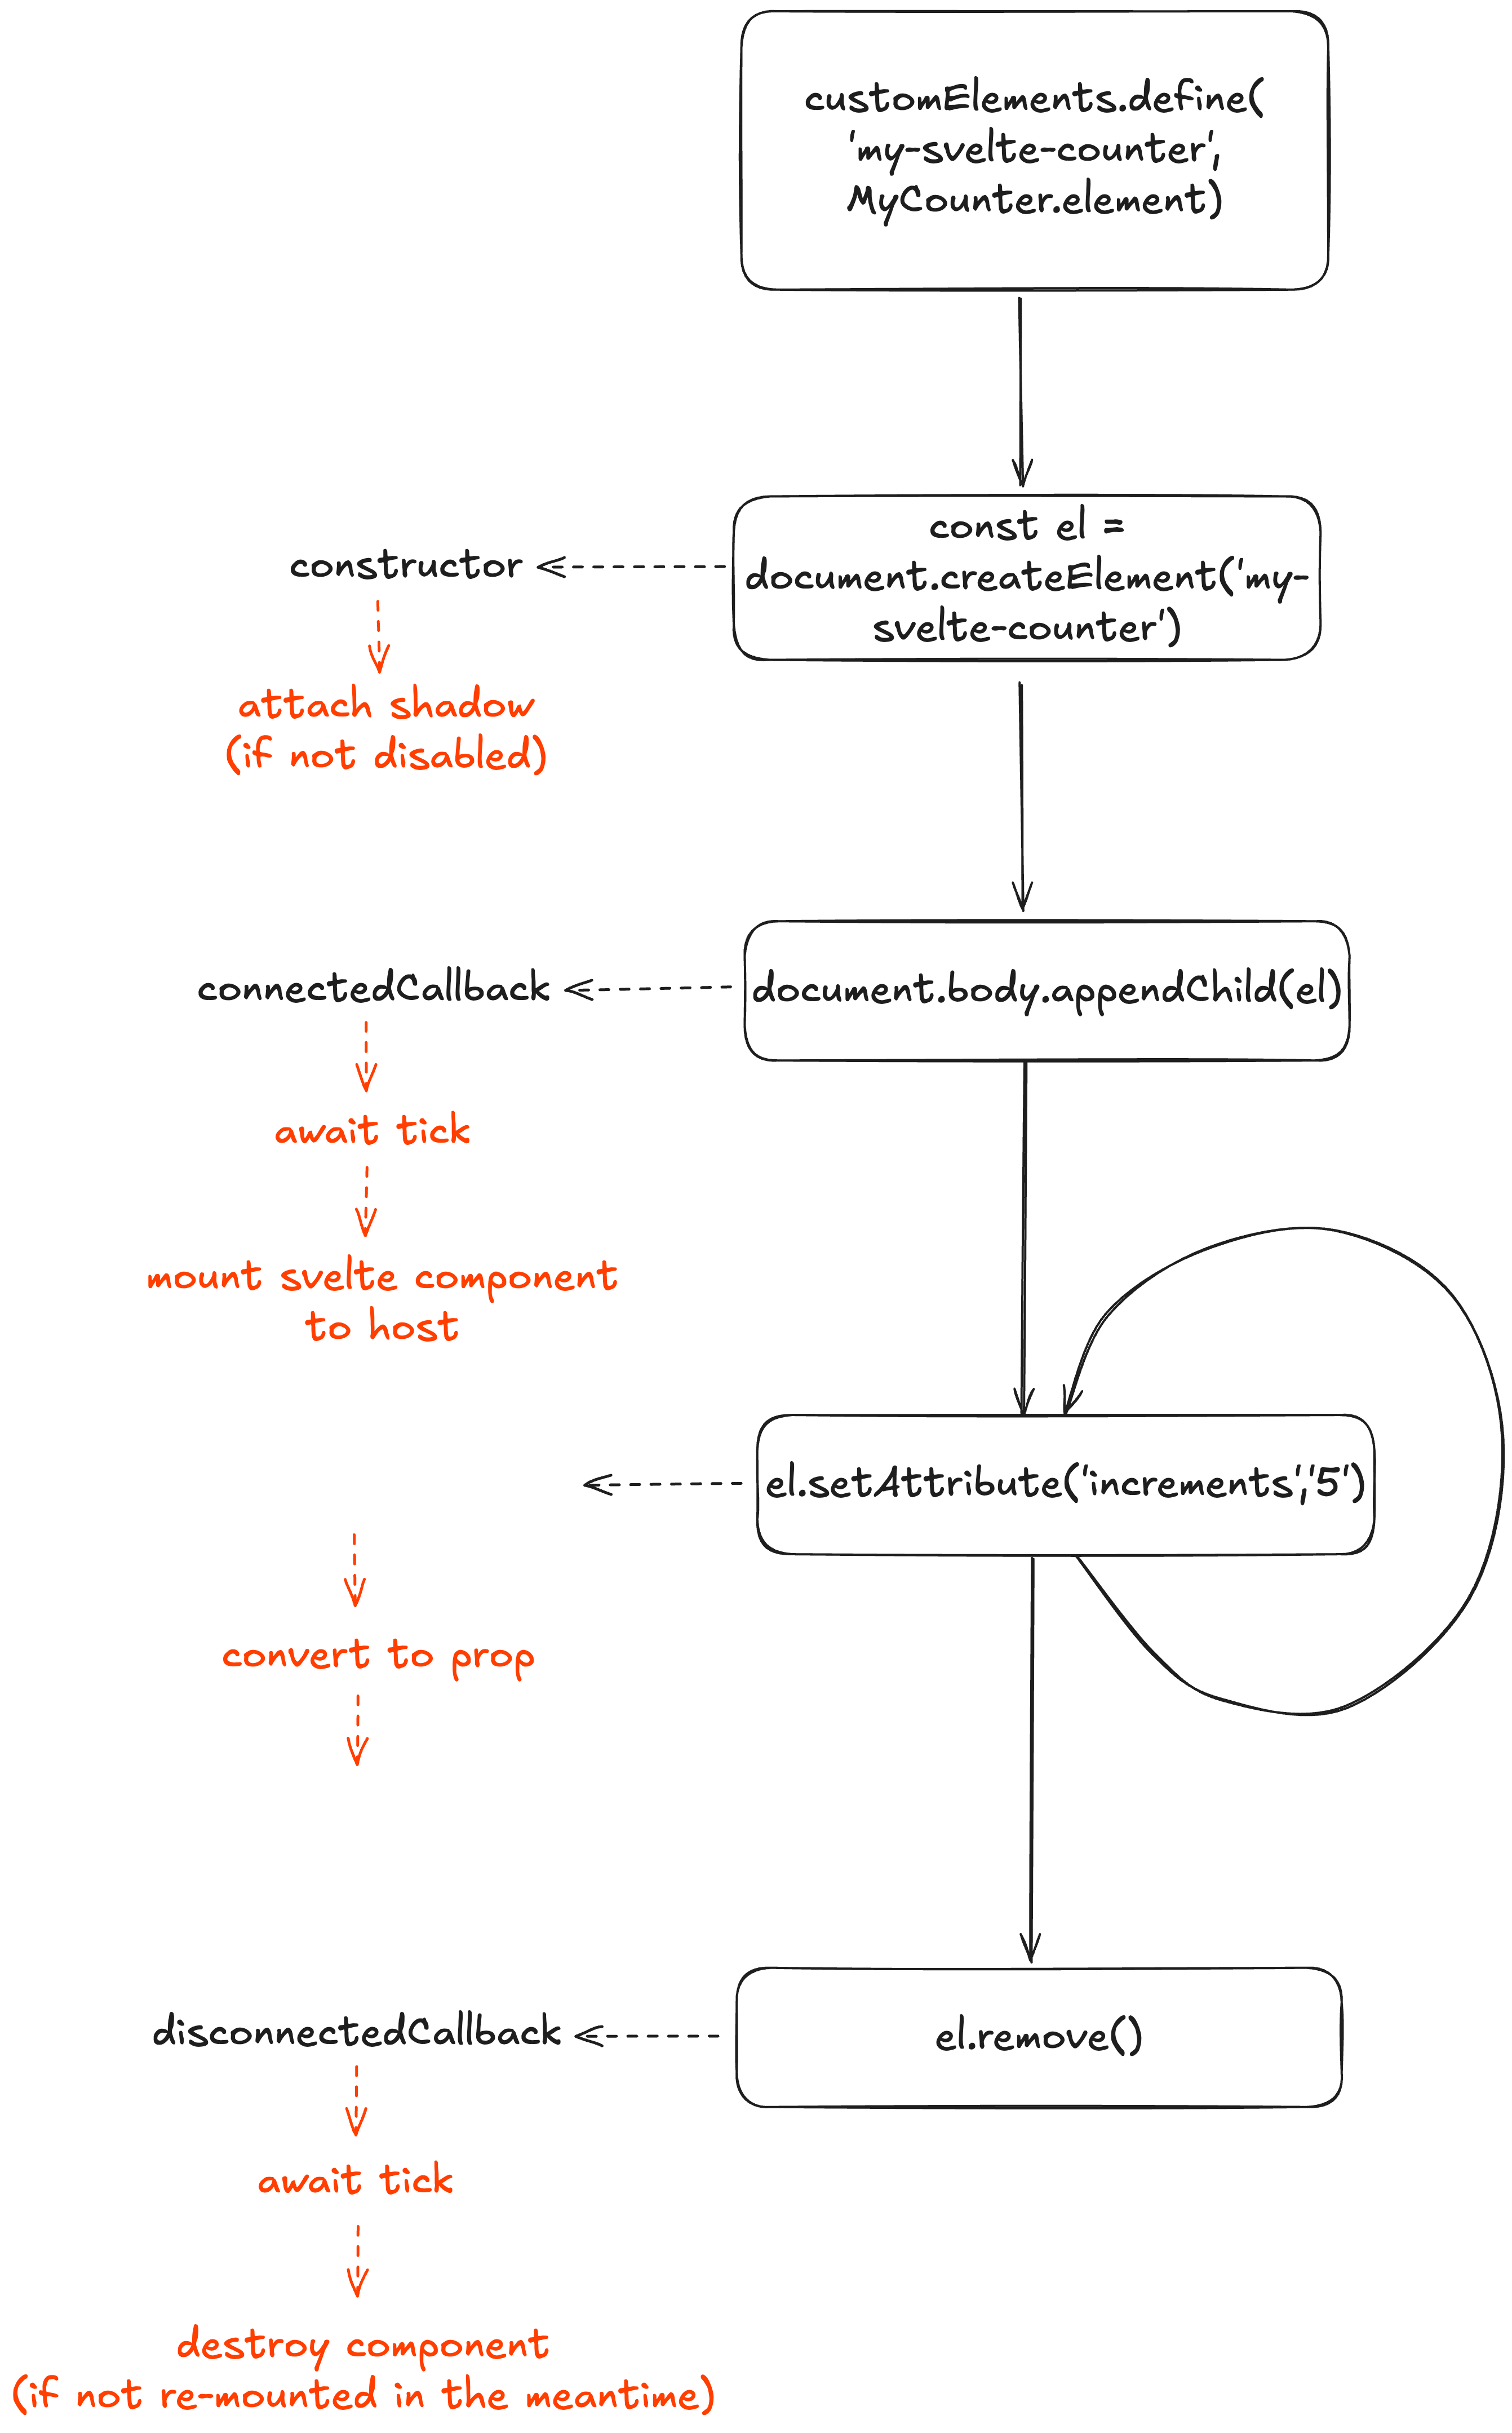 customElements.define(
'my-svelte-counter',
MyCounter.element)
const el =
document.createElement('my-
svelte-counter')
constructor
attach shadow
(if not disabled)
document.body.appendChild(el)
connectedCallback
await tick
mount svelte component
to host
el.setAttribute('increments','5')
convert to prop
el.remove()
disconnectedCallback
await tick
destroy component
(if not re-mounted in the meantime)